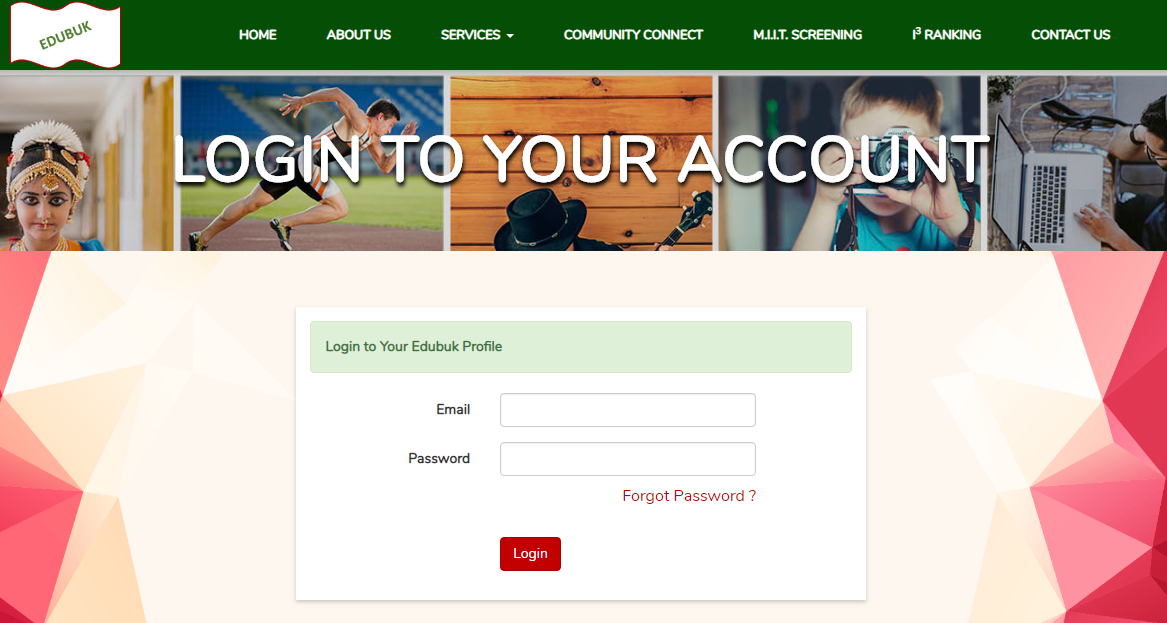 EDUBUK
HOME ABOUT US SERVICES COMMUNITY CONNECT M.I.I.T. SCREENING I³ RANKING CONTACT US
LOGIN TO YOUR ACCOUNT
Login to Your Edubuk Profile
Email
Password
Forgot Password ?
Login